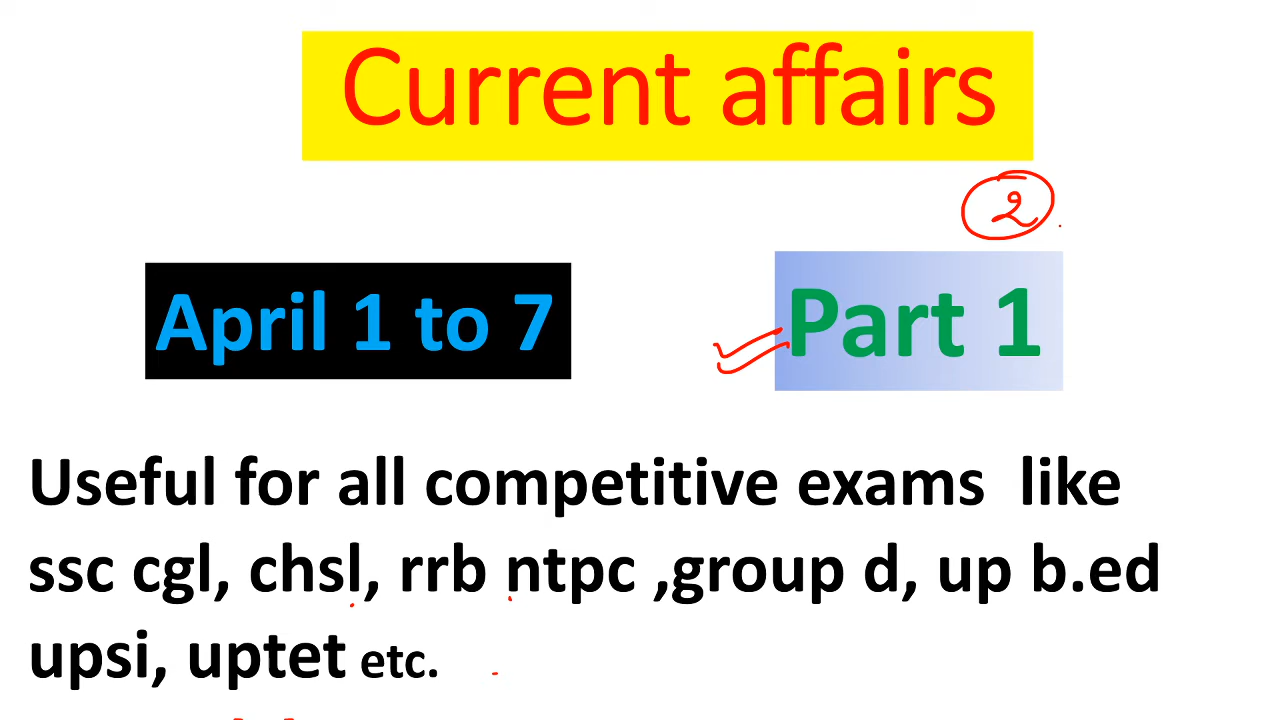 Current affairs
2
April 1 to 7
Part 1
Useful for all competitive exams like
ssc cgl, chsl, rrb ntpc ,group d, up b.ed
upsi, uptet etc.